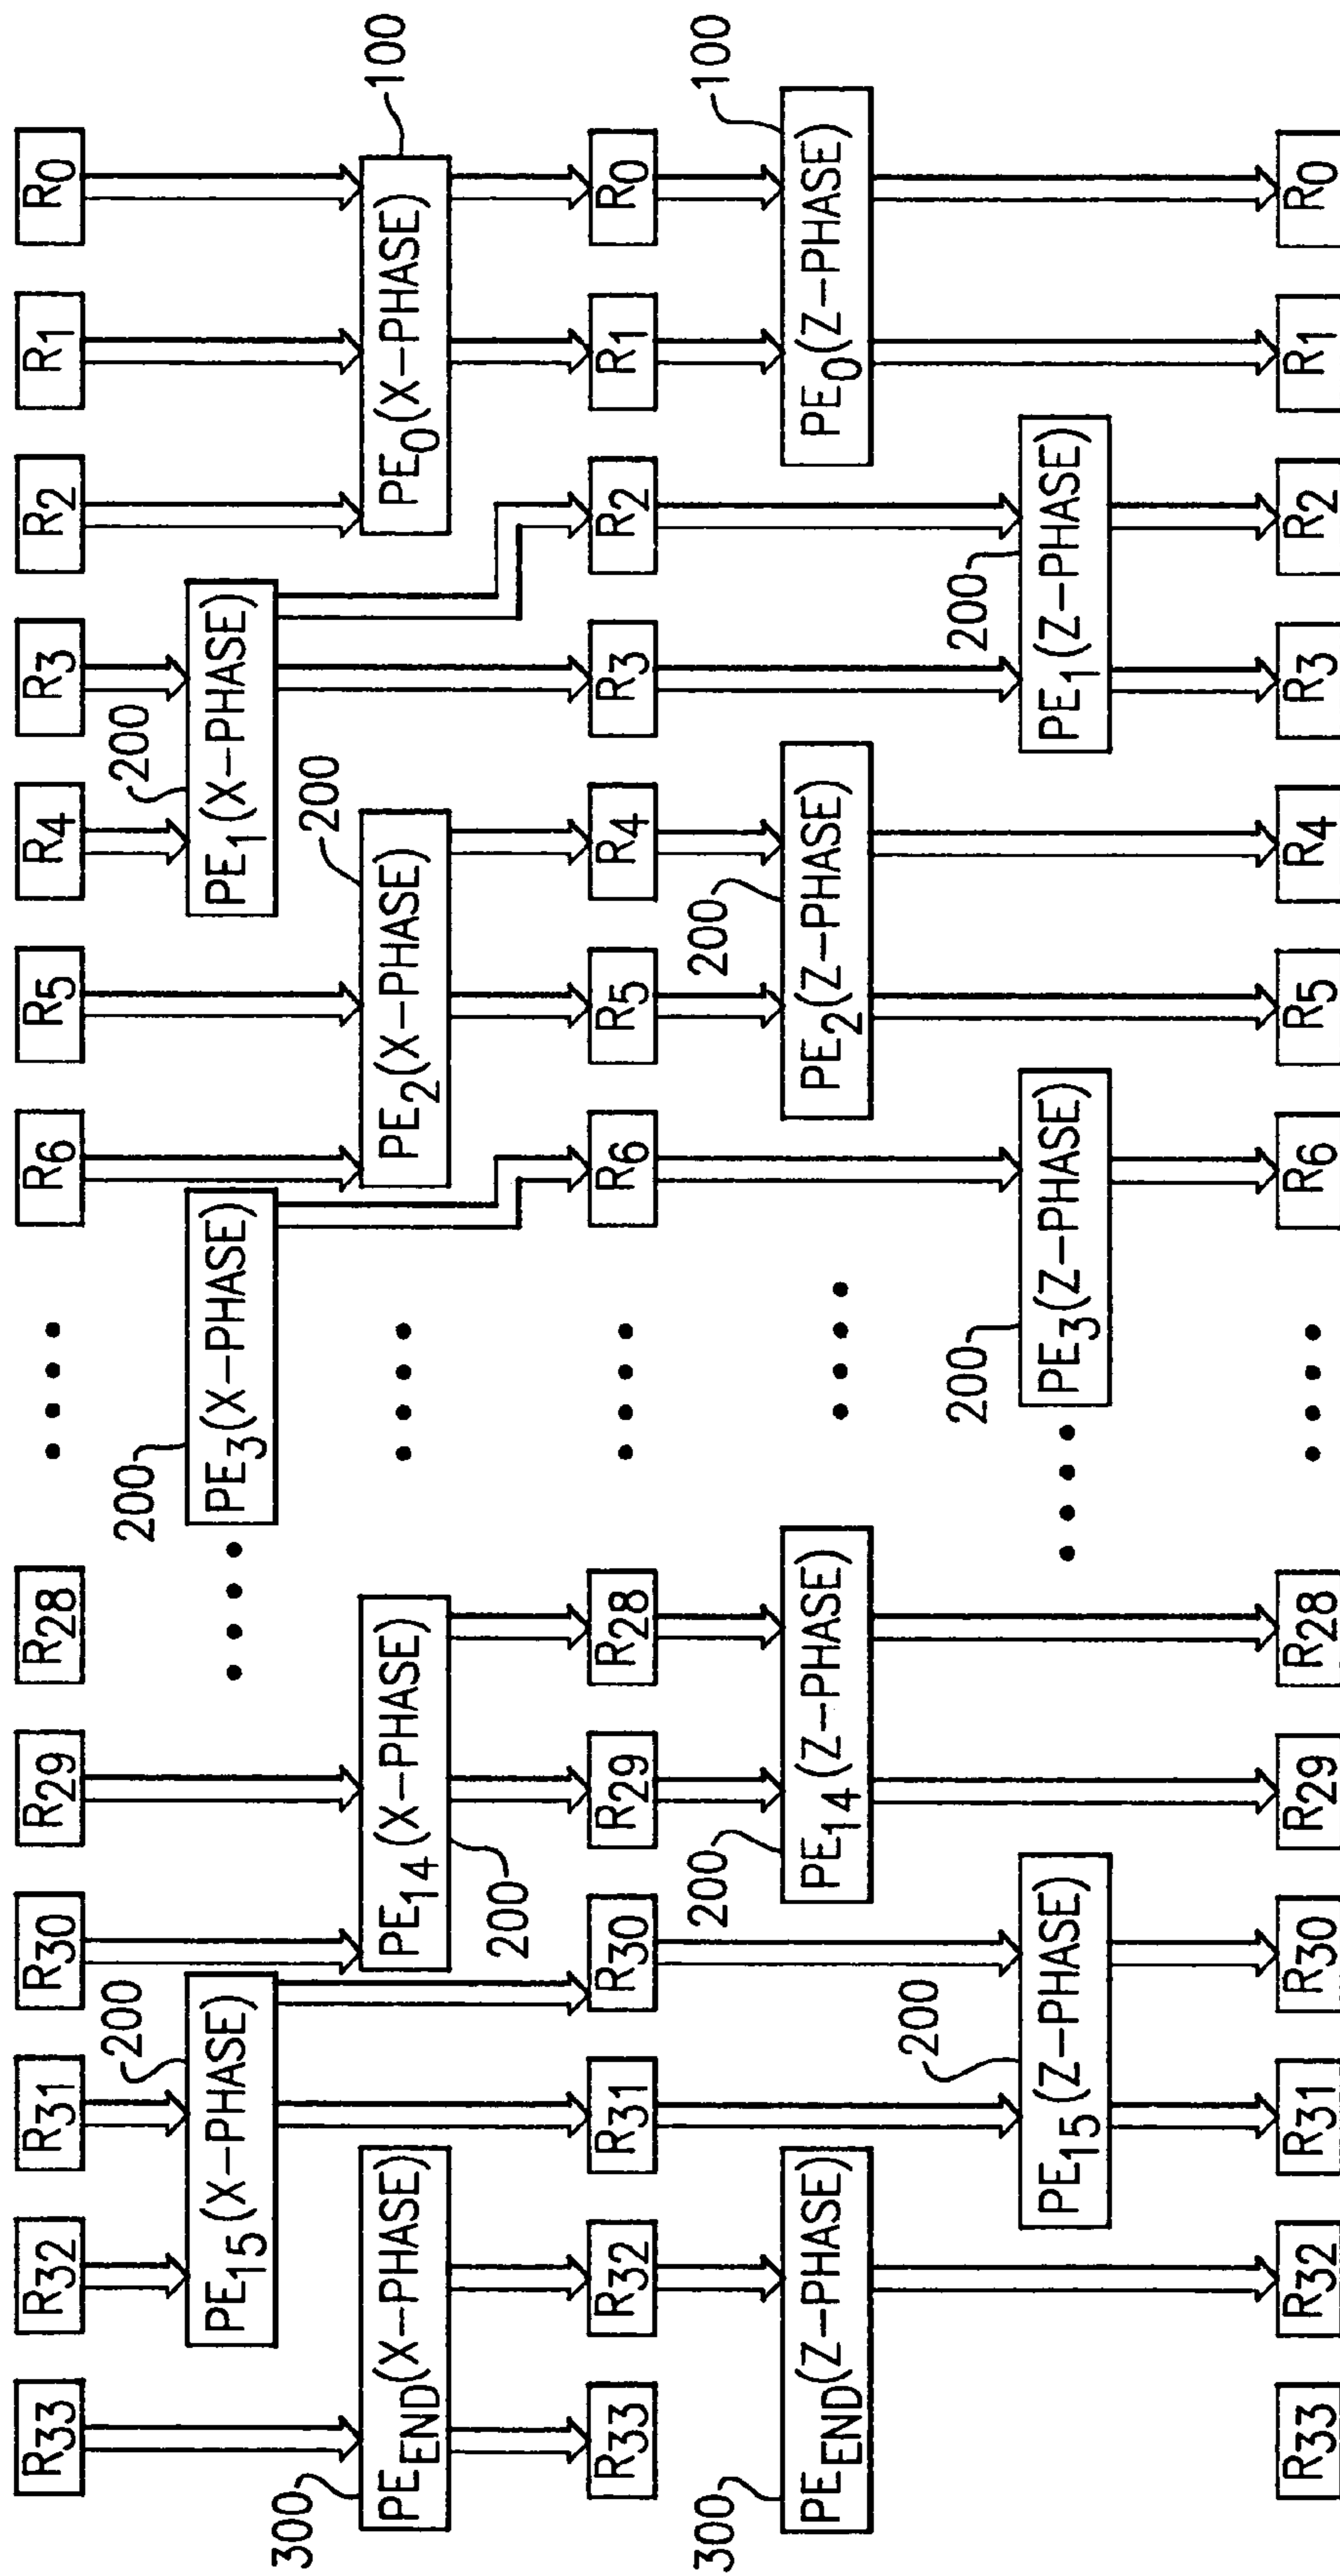 R33 R32 R31 R30 R29 R28 R6 R5 R4 R3 R2 R1 R0
PE15(X-PHASE) 200
200 PE3(X-PHASE)
200 PE1(X-PHASE)
300 PEEND(X-PHASE)
PE14(X-PHASE) 200
PE2(X-PHASE) 200
PE0(X-PHASE) 100
R33 R32 R31 R30 R29 R28 R6 R5 R4 R3 R2 R1 R0
300 PEEND(Z-PHASE)
200 PE14(Z-PHASE)
200 PE2(Z-PHASE)
PE0(Z-PHASE) 100
PE15(Z-PHASE) 200
200 PE3(Z-PHASE)
PE1(Z-PHASE) 200
R33 R32 R31 R30 R29 R28 R6 R5 R4 R3 R2 R1 R0